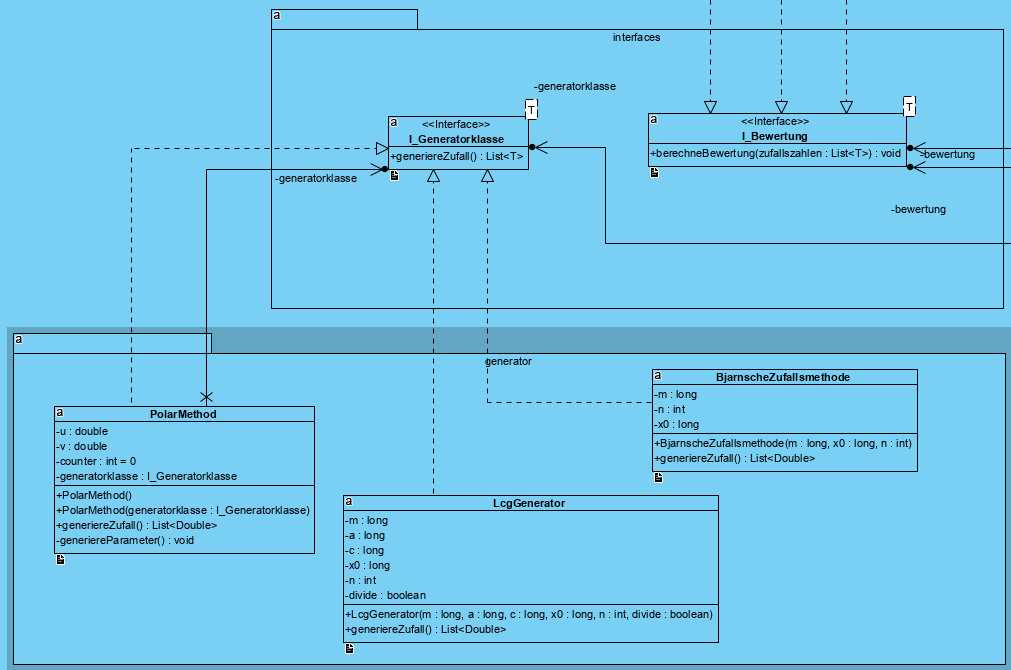 a
interfaces
-generatorklasse
T
a
<<Interface>>
I_Generatorklasse
+generiereZufall() : List<T>
-generatorklasse
T
a
<<Interface>>
I_Bewertung
+berechneBewertung(zufallszahlen : List<T>) : void
-bewertung
-bewertung
a
generator
a
PolarMethod
-u : double
-v : double
-counter : int = 0
-generatorklasse : I_Generatorklasse
+PolarMethod()
+PolarMethod(generatorklasse : I_Generatorklasse)
+generiereZufall() : List<Double>
-generiereParameter() : void
a
LcgGenerator
-m : long
-a : long
-c : long
-x0 : long
-n : int
-divide : boolean
+LcgGenerator(m : long, a : long, c : long, x0 : long, n : int, divide : boolean)
+generiereZufall() : List<Double>
a
BjarnscheZufallsmethode
-m : long
-n : int
-x0 : long
+BjarnscheZufallsmethode(m : long, x0 : long, n : int)
+generiereZufall() : List<Double>